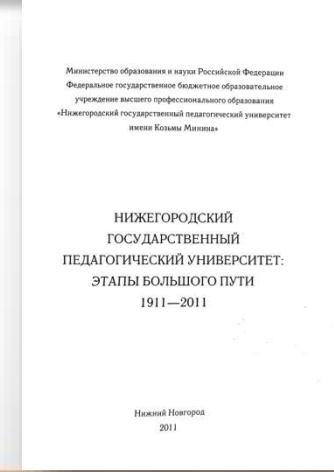 Министерство образования и науки Российской Федерации
Федеральное государственное бюджетное образовательное
учреждение высшего профессионального образования
«Нижегородский государственный педагогический университет
имени Козьмы Минина»
НИЖЕГОРОДСКИЙ
ГОСУДАРСТВЕННЫЙ
ПЕДАГОГИЧЕСКИЙ УНИВЕРСИТЕТ:
ЭТАПЫ БОЛЬШОГО ПУТИ
1911—2011
Нижний Новгород
2011